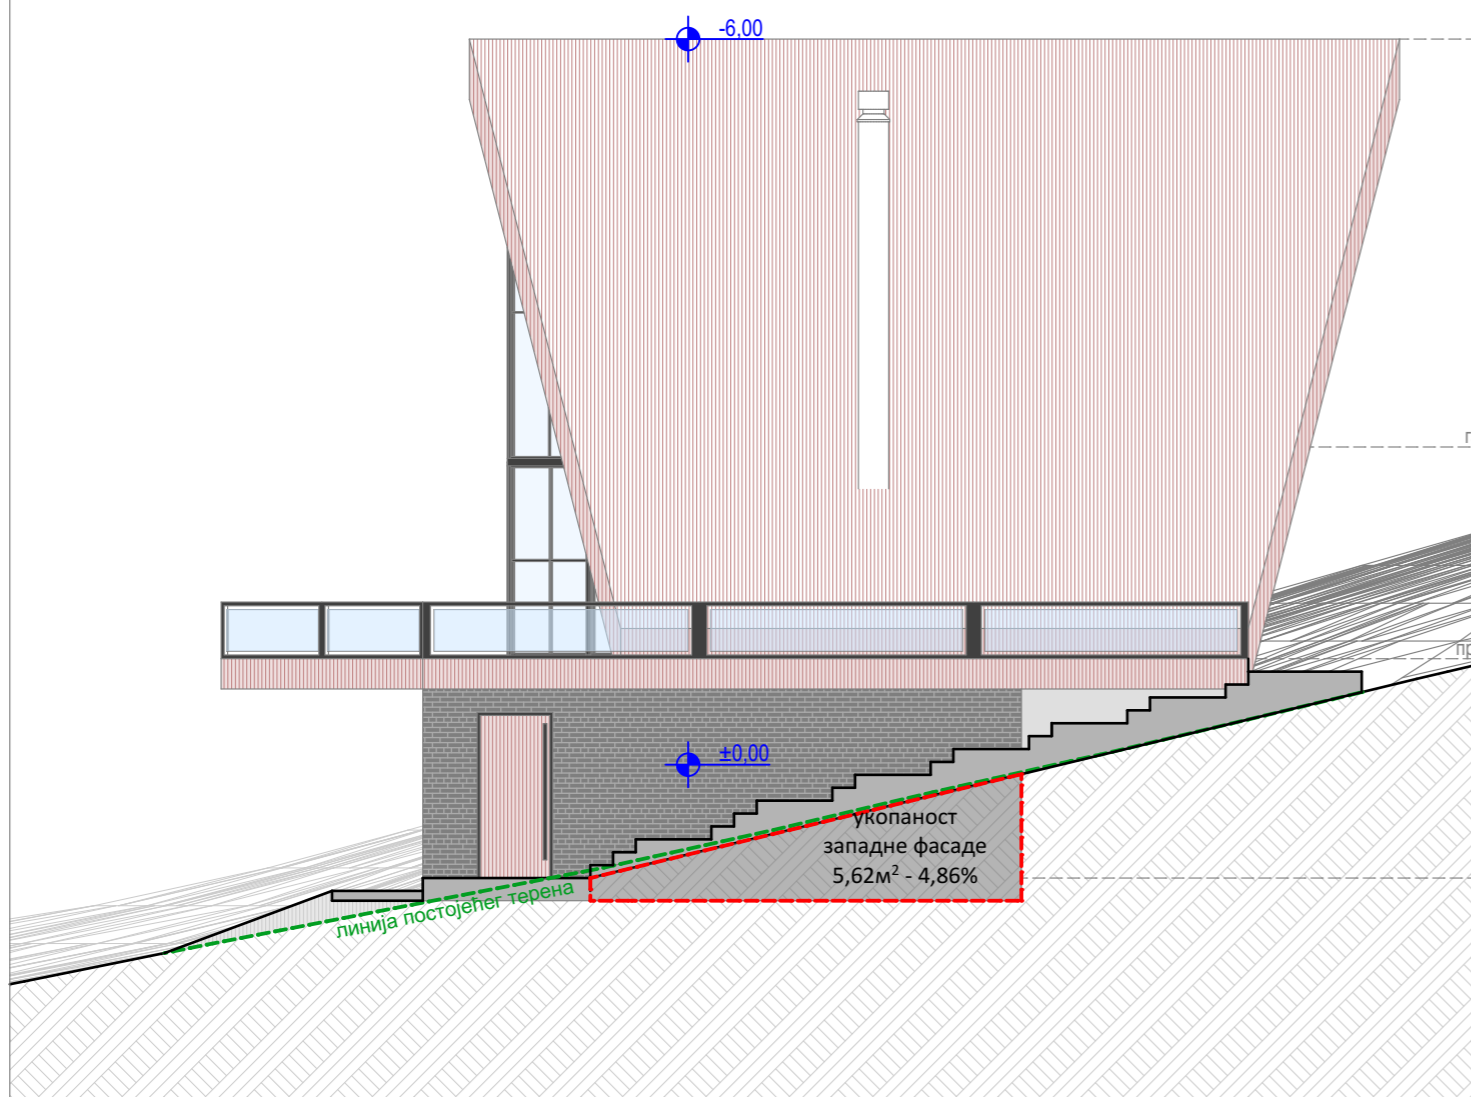 -6,00
±0,00
укопаност
западне фасаде
5,62м² - 4,86%
линија постојећег терена